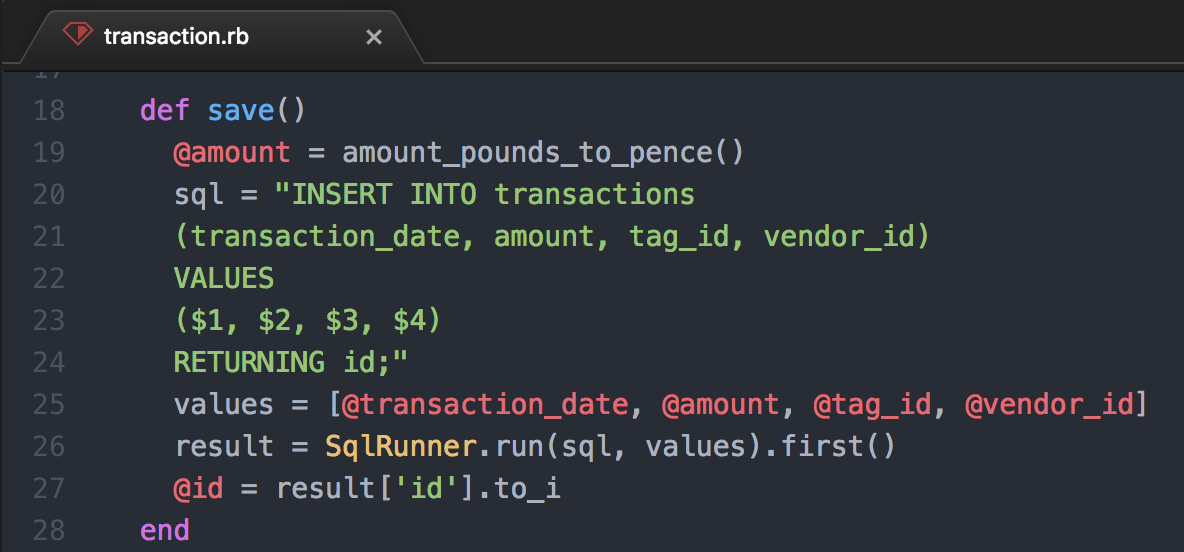 transaction.rb ×
17
18 def save()
19 @amount = amount_pounds_to_pence()
20 sql = "INSERT INTO transactions
21 (transaction_date, amount, tag_id, vendor_id)
22 VALUES
23 ($1, $2, $3, $4)
24 RETURNING id;"
25 values = [@transaction_date, @amount, @tag_id, @vendor_id]
26 result = SqlRunner.run(sql, values).first()
27 @id = result['id'].to_i
28 end